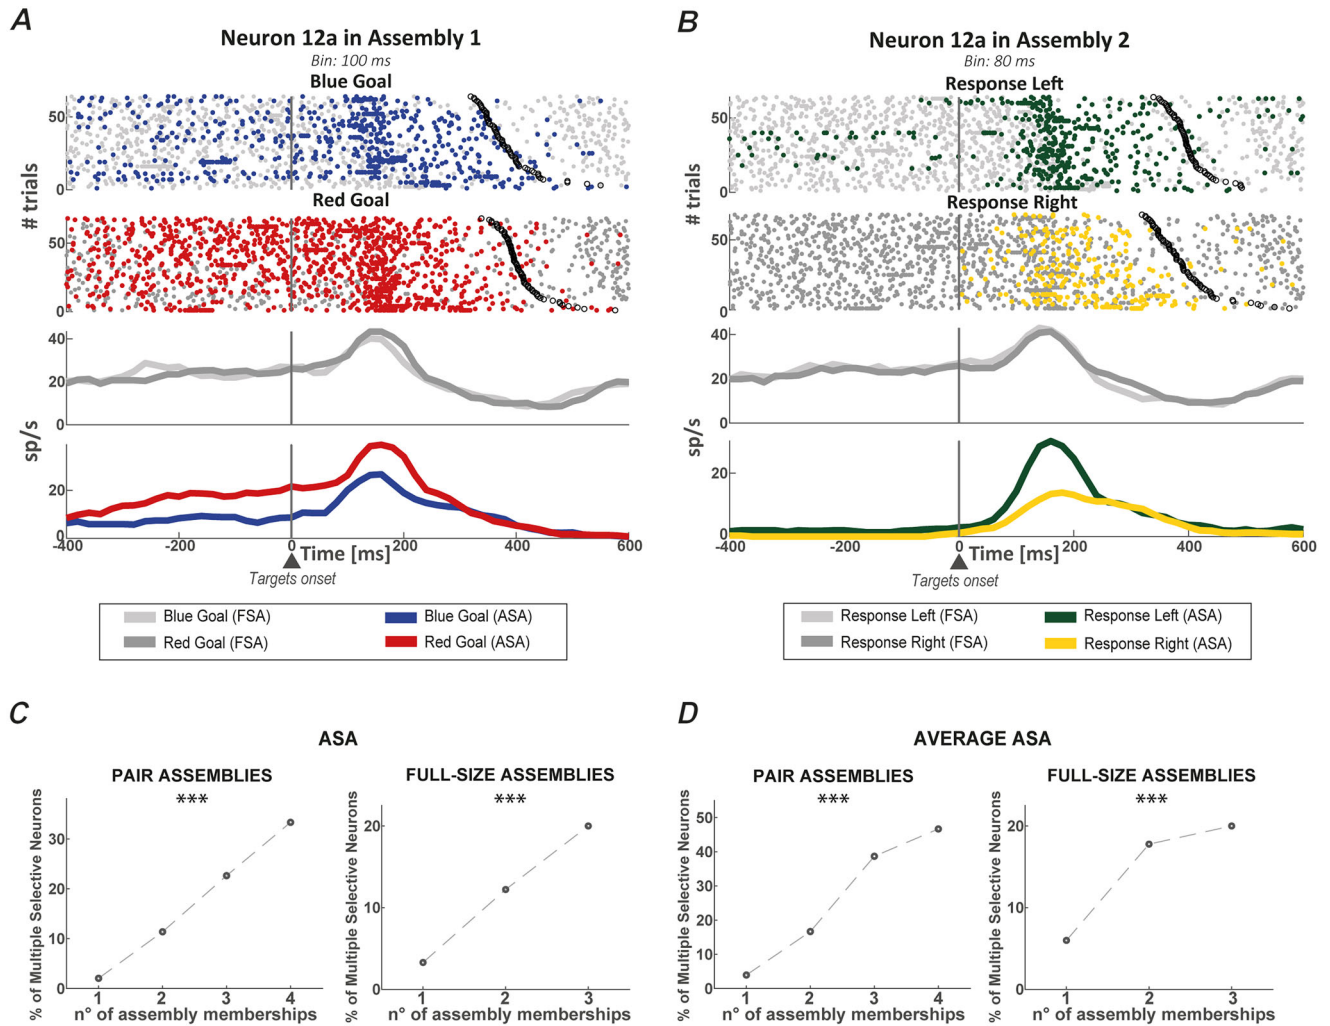 A
Neuron 12a in Assembly 1
Bin: 100 ms
Blue Goal
50
0
# trials
Red Goal
50
0
40
20
0
sp/s
20
0
-400 -200 0 Time [ms] 200 400 600
Targets onset
Blue Goal (FSA) Blue Goal (ASA)
Red Goal (FSA) Red Goal (ASA)
B
Neuron 12a in Assembly 2
Bin: 80 ms
Response Left
50
0
# trials
Response Right
50
0
40
20
0
sp/s
20
0
-400 -200 0 Time [ms] 200 400 600
Targets onset
Response Left (FSA) Response Left (ASA)
Response Right (FSA) Response Right (ASA)
C
ASA
PAIR ASSEMBLIES
***
% of Multiple Selective Neurons
30
20
10
0
1 2 3 4
n° of assembly memberships
FULL-SIZE ASSEMBLIES
***
% of Multiple Selective Neurons
20
10
0
1 2 3
n° of assembly memberships
D
AVERAGE ASA
PAIR ASSEMBLIES
***
% of Multiple Selective Neurons
50
40
30
20
10
0
1 2 3 4
n° of assembly memberships
FULL-SIZE ASSEMBLIES
***
% of Multiple Selective Neurons
20
10
0
1 2 3
n° of assembly memberships